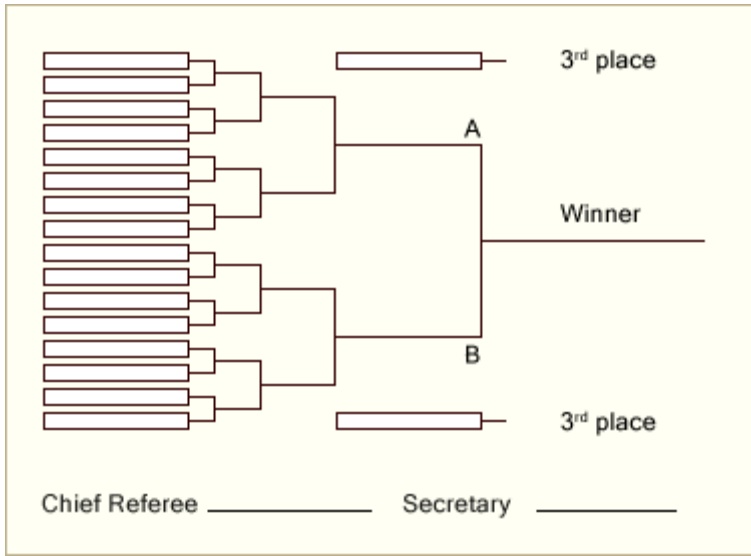 3rd place
A
Winner
B
3rd place
Chief Referee
Secretary